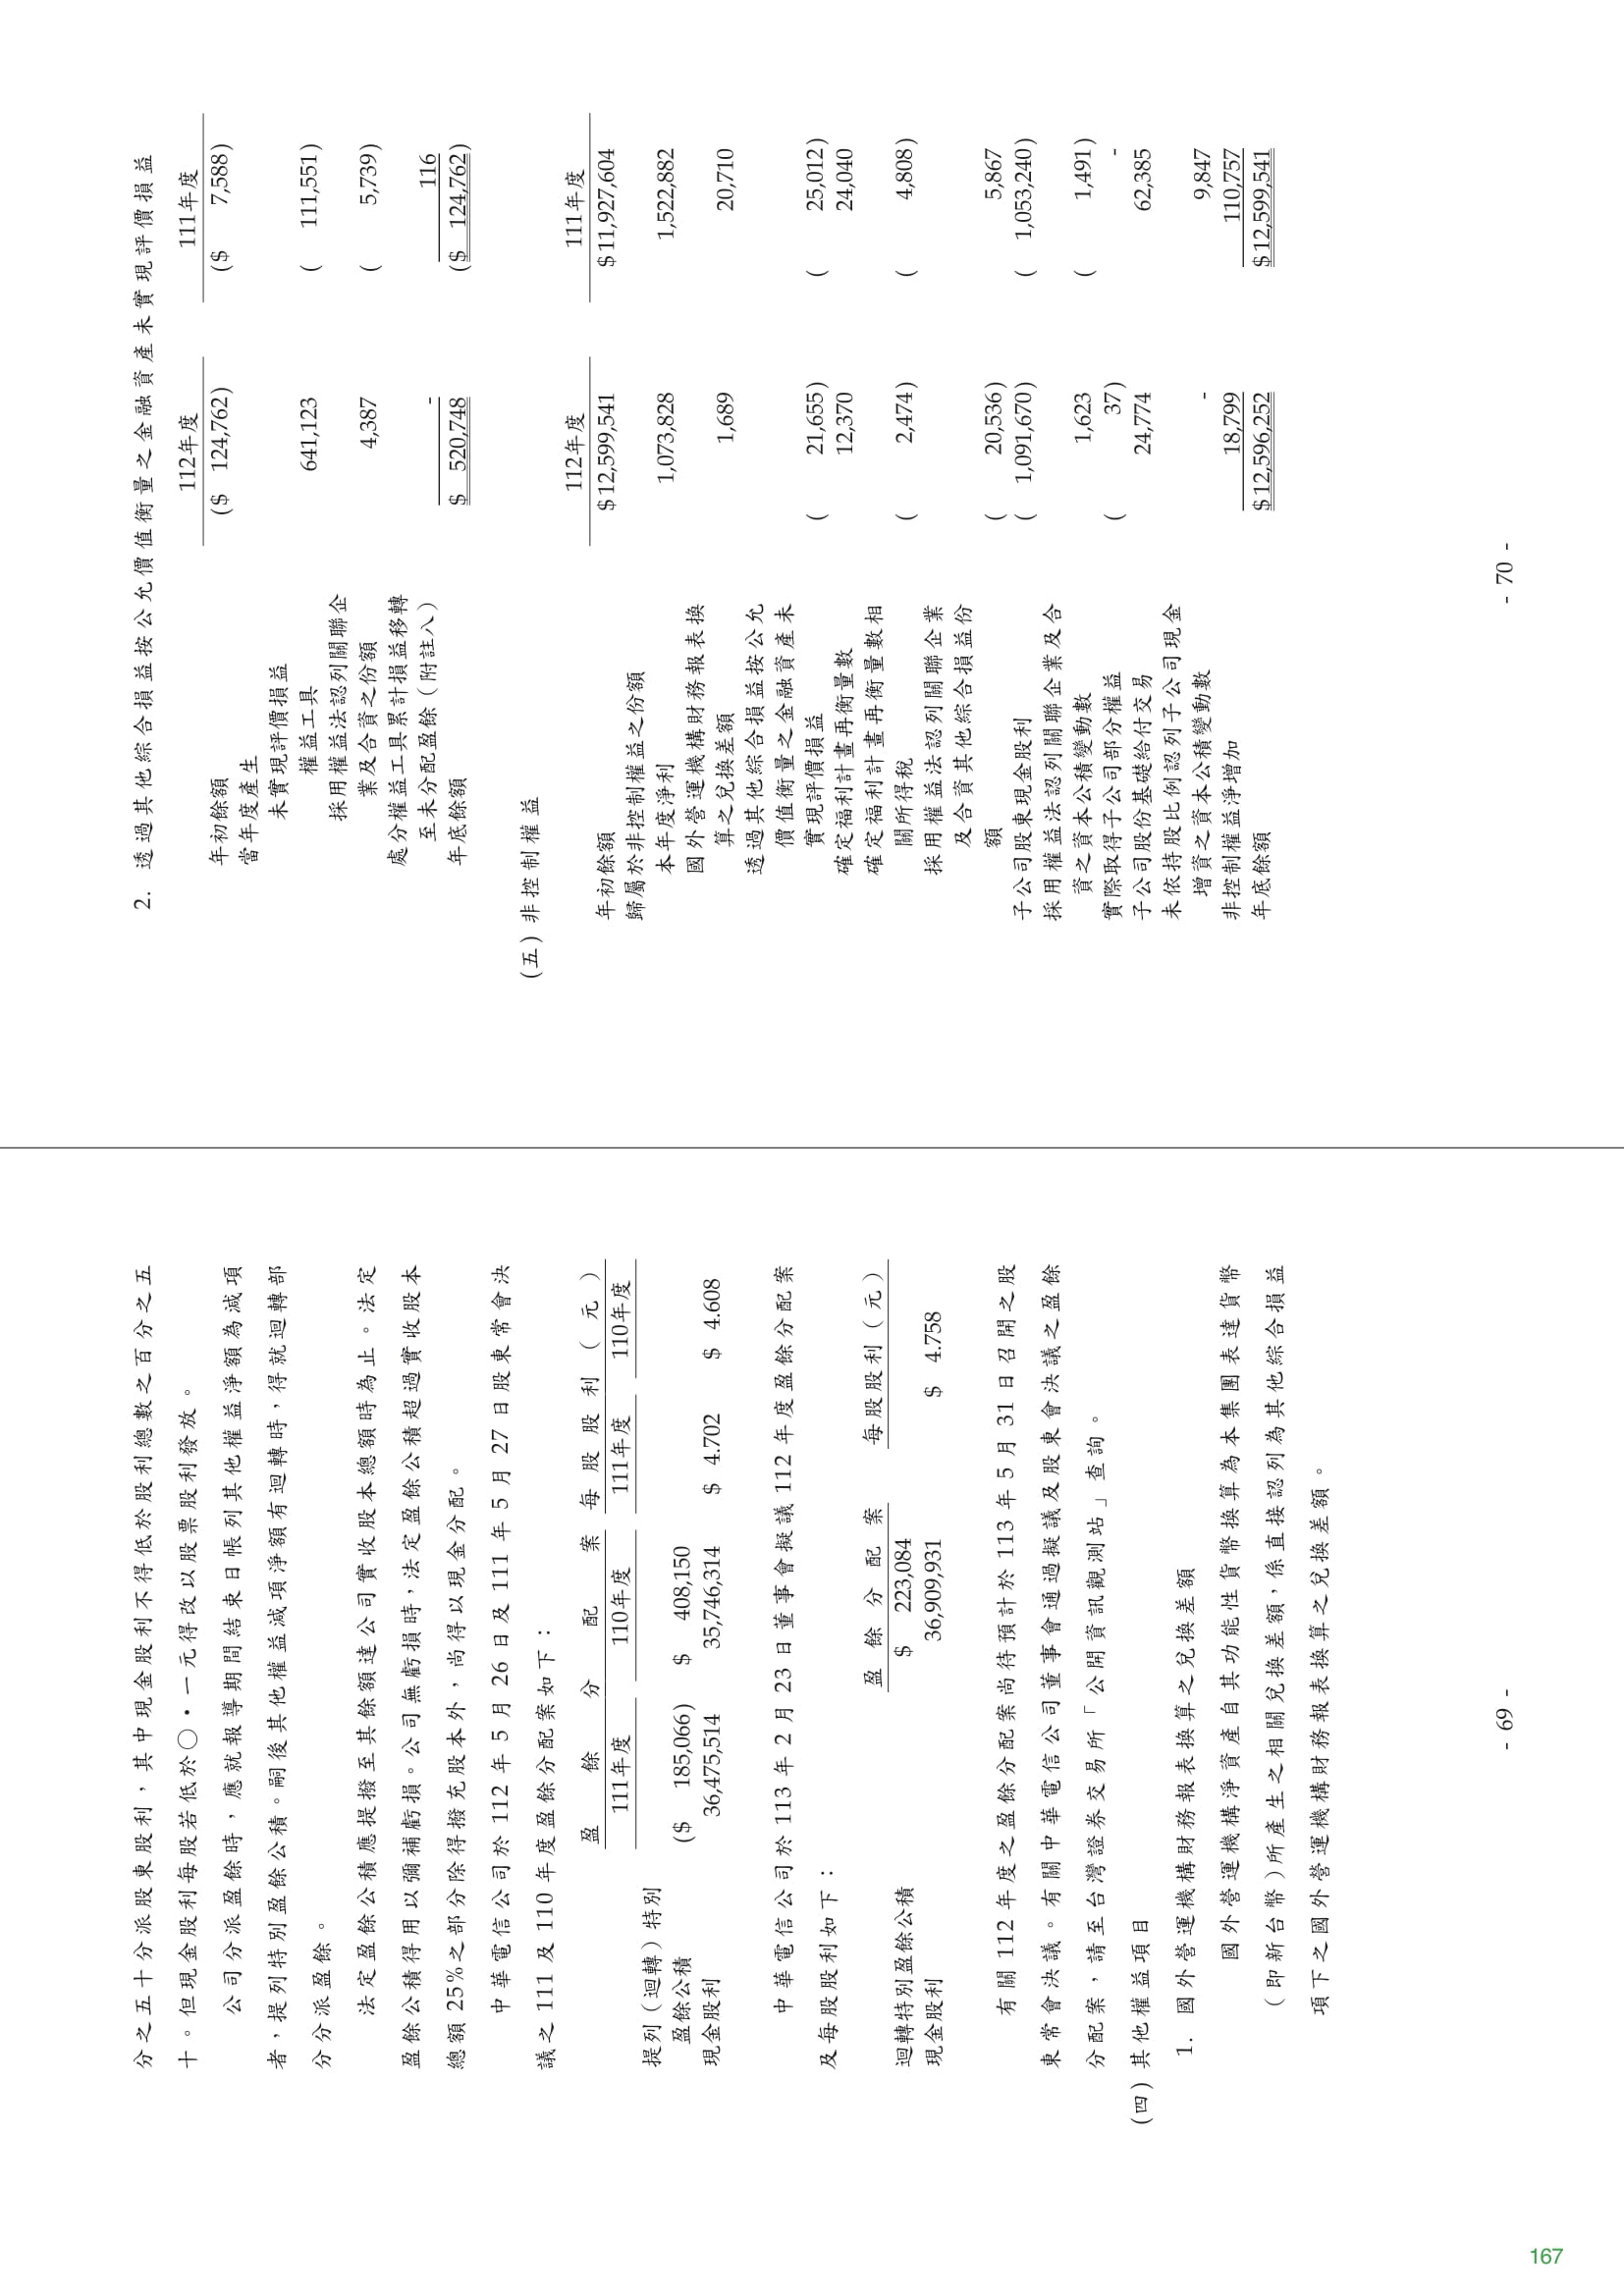 分之五十分派股東股利，其中現金股利不得低於股利總數之百分之五
十。但現金股利每股若低於〇・一元得改以股票股利發放。
公司分派盈餘時，應就報導期間結束日帳列其他權益淨額為減項
者，提列特別盈餘公積。嗣後其他權益減項淨額有迴轉時，得就迴轉部
分分派盈餘。
法定盈餘公積應提撥至其餘額達公司實收股本總額時為止。法定
盈餘公積得用以彌補虧損。公司無虧損時，法定盈餘公積超過實收股本
總額 25%之部分除得撥充股本外，尚得以現金分配。
中華電信公司於 112 年 5 月 26 日及 111 年 5 月 27 日股東常會決
議之 111 及 110 年度盈餘分配案如下：
盈餘分配案 每股股利（元）
111年度 110年度 111年度 110年度
提列（迴轉）特別
盈餘公積 ($ 185,066) $ 408,150
現金股利 36,475,514 35,746,314 $ 4.702 $ 4.608
中華電信公司於 113 年 2 月 23 日董事會擬議 112 年度盈餘分配案
及每股股利如下：
盈餘分配案 每股股利（元）
迴轉特別盈餘公積 $ 223,084
現金股利 36,909,931 $ 4.758
有關 112 年度之盈餘分配案尚待預計於 113 年 5 月 31 日召開之股
東常會決議。有關中華電信公司董事會通過擬議及股東會決議之盈餘
分配案，請至台灣證券交易所「公開資訊觀測站」查詢。
(四) 其他權益項目
1. 國外營運機構財務報表換算之兌換差額
國外營運機構淨資產自其功能性貨幣換算為本集團表達貨幣
（即新台幣）所產生之相關兌換差額，係直接認列為其他綜合損益
項下之國外營運機構財務報表換算之兌換差額。
- 69 -
2. 透過其他綜合損益按公允價值衡量之金融資產未實現評價損益
112年度 111年度
年初餘額 ($ 124,762) ($ 7,588)
當年度產生
未實現評價損益
權益工具 641,123 ( 111,551)
採用權益法認列關聯企
業及合資之份額 4,387 ( 5,739)
處分權益工具累計損益移轉
至未分配盈餘（附註八） - 116
年底餘額 $ 520,748 ($ 124,762)
(五) 非控制權益
112年度 111年度
年初餘額 $ 12,599,541 $ 11,927,604
歸屬於非控制權益之份額
本年度淨利 1,073,828 1,522,882
國外營運機構財務報表換
算之兌換差額 1,689 20,710
透過其他綜合損益按公允
價值衡量之金融資產未
實現評價損益 ( 21,655) ( 25,012)
確定福利計畫再衡量數 12,370 24,040
確定福利計畫再衡量數相
關所得稅 ( 2,474) ( 4,808)
採用權益法認列關聯企業
及合資其他綜合損益份
額 ( 20,536) 5,867
子公司股東現金股利 ( 1,091,670) ( 1,053,240)
採用權益法認列關聯企業及合
資之資本公積變動數 1,623 ( 1,491)
實際取得子公司部分權益 ( 37) -
子公司股份基礎給付交易 24,774 62,385
未依持股比例認列子公司現金
增資之資本公積變動數 - 9,847
非控制權益淨增加 18,799 110,757
年底餘額 $ 12,596,252 $ 12,599,541
- 70 -
167